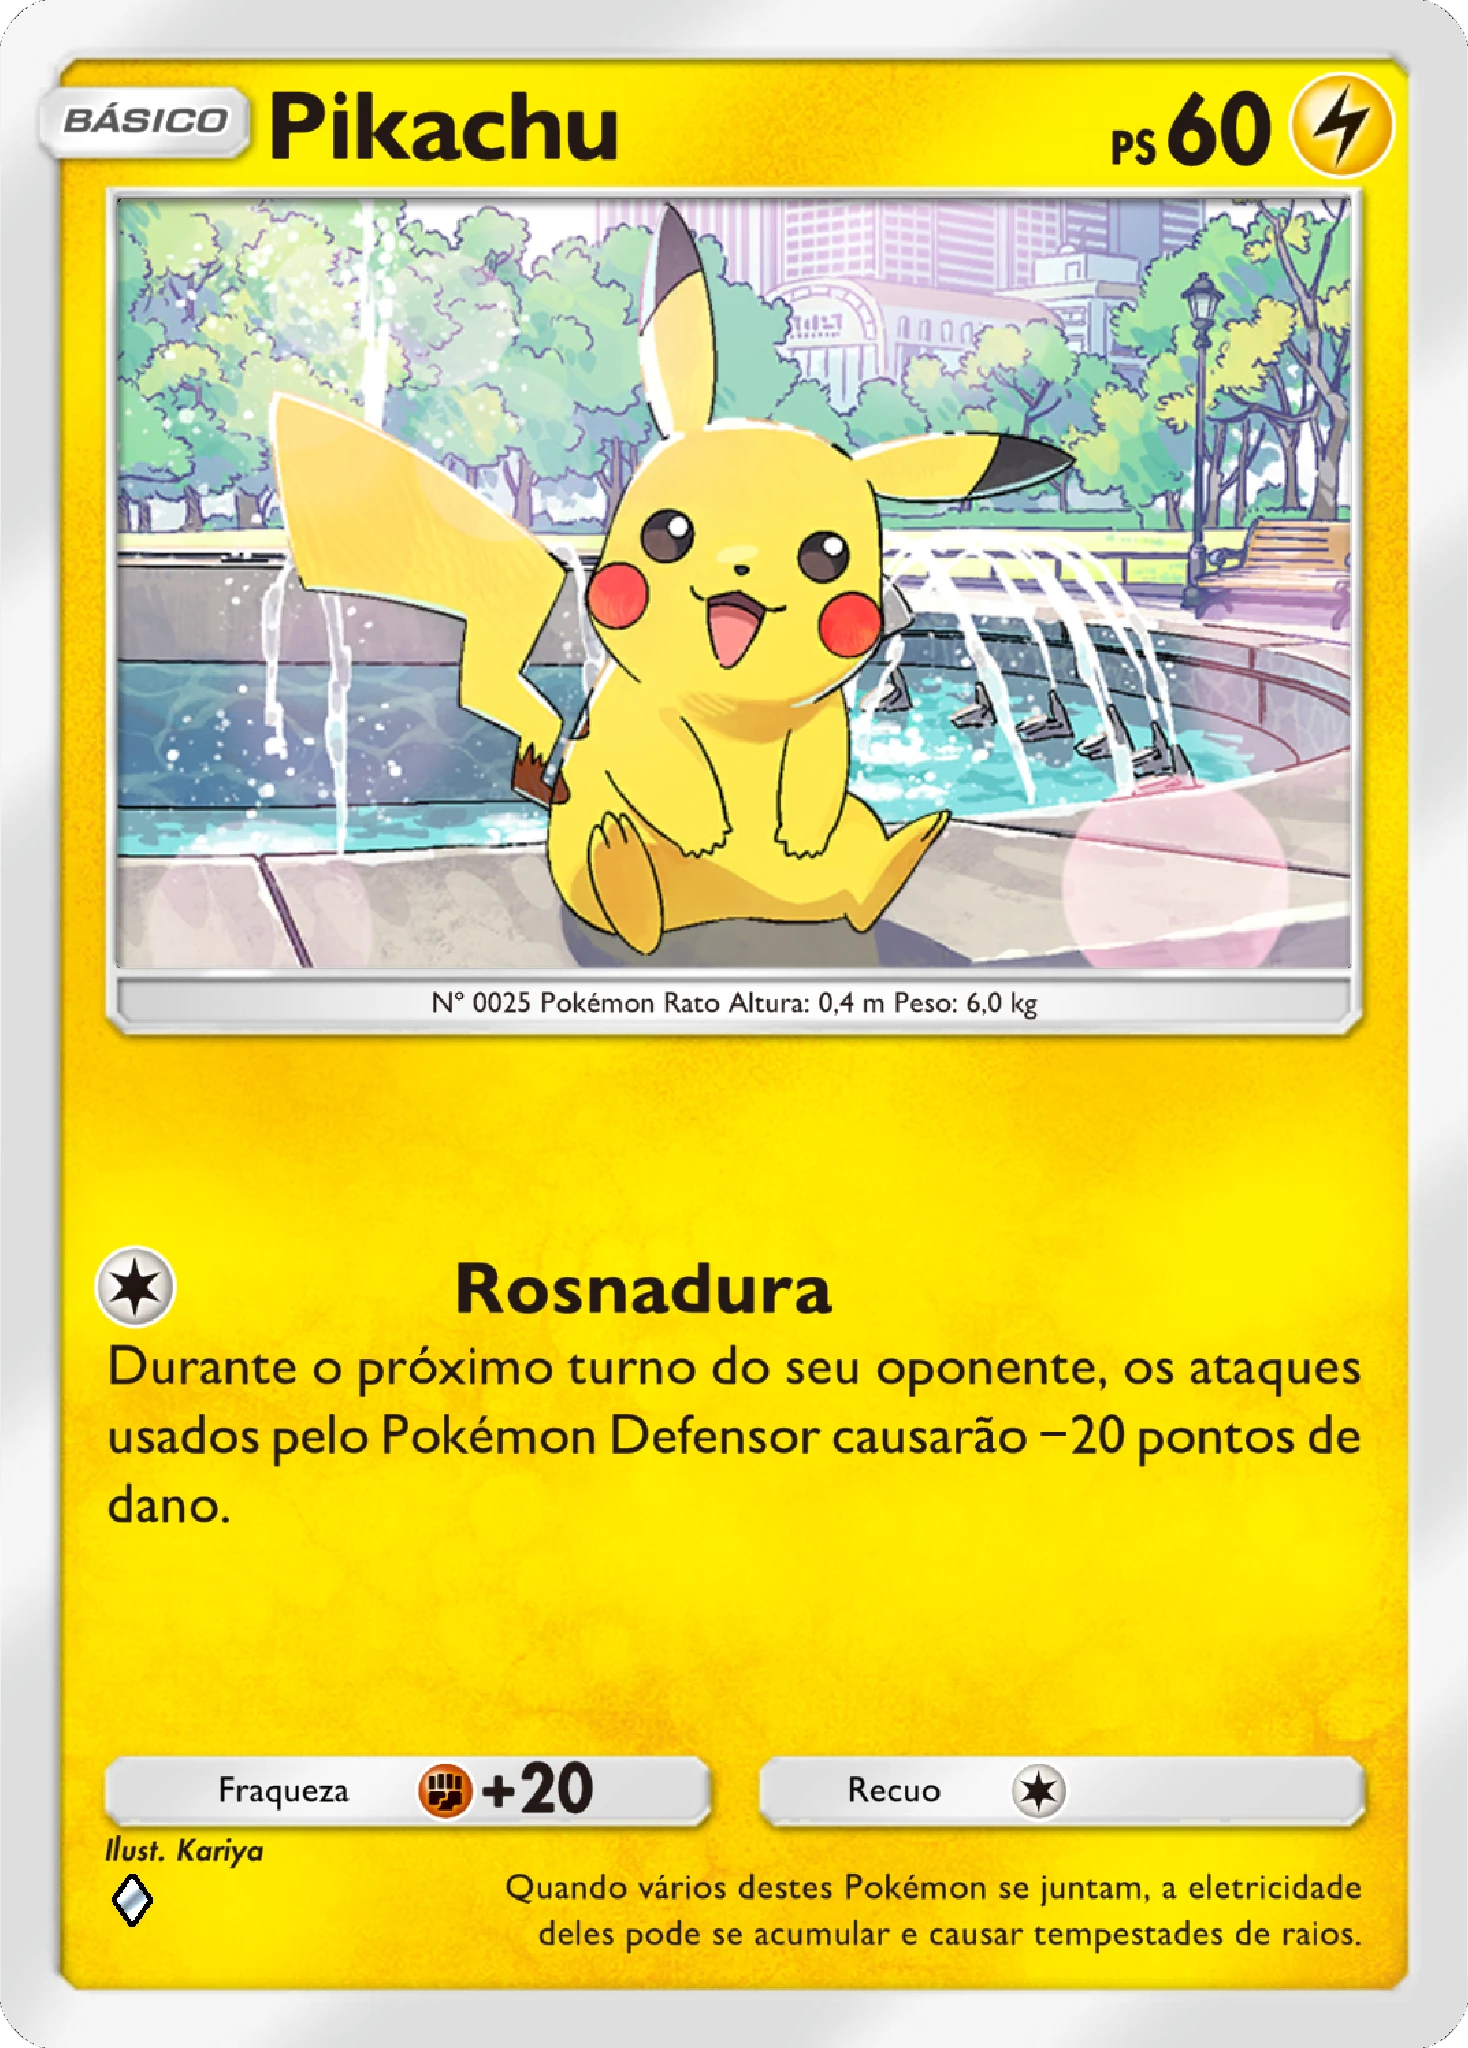 BÁSICO Pikachu PS 60
Nº 0025 Pokémon Rato Altura: 0,4 m Peso: 6,0 kg
Rosnadura
Durante o próximo turno do seu oponente, os ataques
usados pelo Pokémon Defensor causarão −20 pontos de
dano.
Fraqueza +20 Recuo
Ilust. Kariya
Quando vários destes Pokémon se juntam, a eletricidade
deles pode se acumular e causar tempestades de raios.